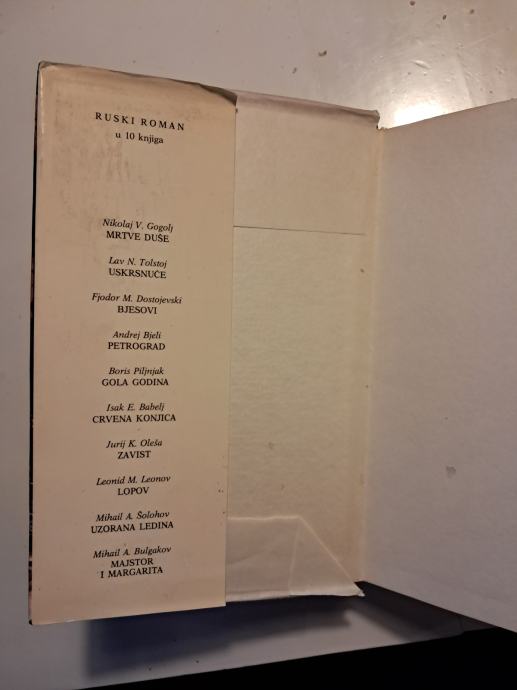 RUSKI ROMAN
u 10 knjiga
Nikolaj V. Gogolj
MRTVE DUŠE
Lav N. Tolstoj
USKRSNUĆE
Fjodor M. Dostojevski
BJESOVI
Andrej Bjeli
PETROGRAD
Boris Piljnjak
GOLA GODINA
Isak E. Babelj
CRVENA KONJICA
Jurij K. Oleša
ZAVIST
Leonid M. Leonov
LOPOV
Mihail A. Šolohov
UZORANA LEDINA
Mihail A. Bulgakov
MAJSTOR
I MARGARITA